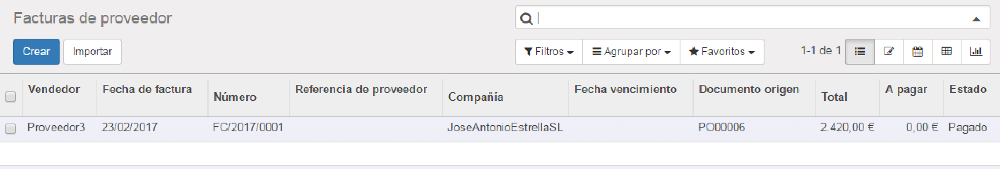 Facturas de proveedor
Crear Importar Filtros Agrupar por Favoritos 1-1 de 1
Vendedor Fecha de factura Número Referencia de proveedor Compañía Fecha vencimiento Documento origen Total A pagar Estado
Proveedor3 23/02/2017 FC/2017/0001 JoseAntonioEstrellaSL PO00006 2.420,00 € 0,00 € Pagado